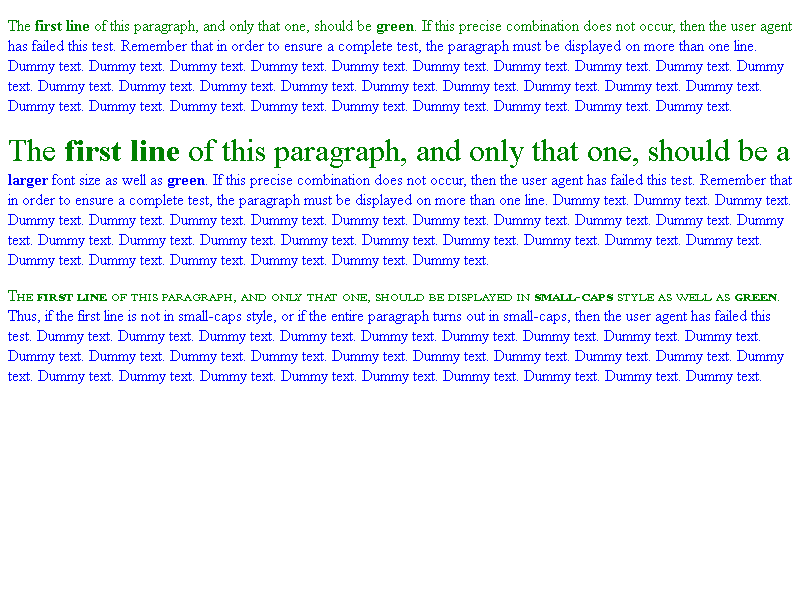 The first line of this paragraph, and only that one, should be green. If this precise combination does not occur, then the user agent
has failed this test. Remember that in order to ensure a complete test, the paragraph must be displayed on more than one line.
Dummy text. Dummy text. Dummy text. Dummy text. Dummy text. Dummy text. Dummy text. Dummy text. Dummy text. Dummy
text. Dummy text. Dummy text. Dummy text. Dummy text. Dummy text. Dummy text. Dummy text. Dummy text. Dummy text.
Dummy text. Dummy text. Dummy text. Dummy text. Dummy text. Dummy text. Dummy text. Dummy text. Dummy text.
The first line of this paragraph, and only that one, should be a
larger font size as well as green. If this precise combination does not occur, then the user agent has failed this test. Remember that
in order to ensure a complete test, the paragraph must be displayed on more than one line. Dummy text. Dummy text. Dummy text.
Dummy text. Dummy text. Dummy text. Dummy text. Dummy text. Dummy text. Dummy text. Dummy text. Dummy text. Dummy
text. Dummy text. Dummy text. Dummy text. Dummy text. Dummy text. Dummy text. Dummy text. Dummy text. Dummy text.
Dummy text. Dummy text. Dummy text. Dummy text. Dummy text. Dummy text.
The first line of this paragraph, and only that one, should be displayed in small-caps style as well as green.
Thus, if the first line is not in small-caps style, or if the entire paragraph turns out in small-caps, then the user agent has failed this
test. Dummy text. Dummy text. Dummy text. Dummy text. Dummy text. Dummy text. Dummy text. Dummy text. Dummy text.
Dummy text. Dummy text. Dummy text. Dummy text. Dummy text. Dummy text. Dummy text. Dummy text. Dummy text. Dummy
text. Dummy text. Dummy text. Dummy text. Dummy text. Dummy text. Dummy text. Dummy text. Dummy text. Dummy text.